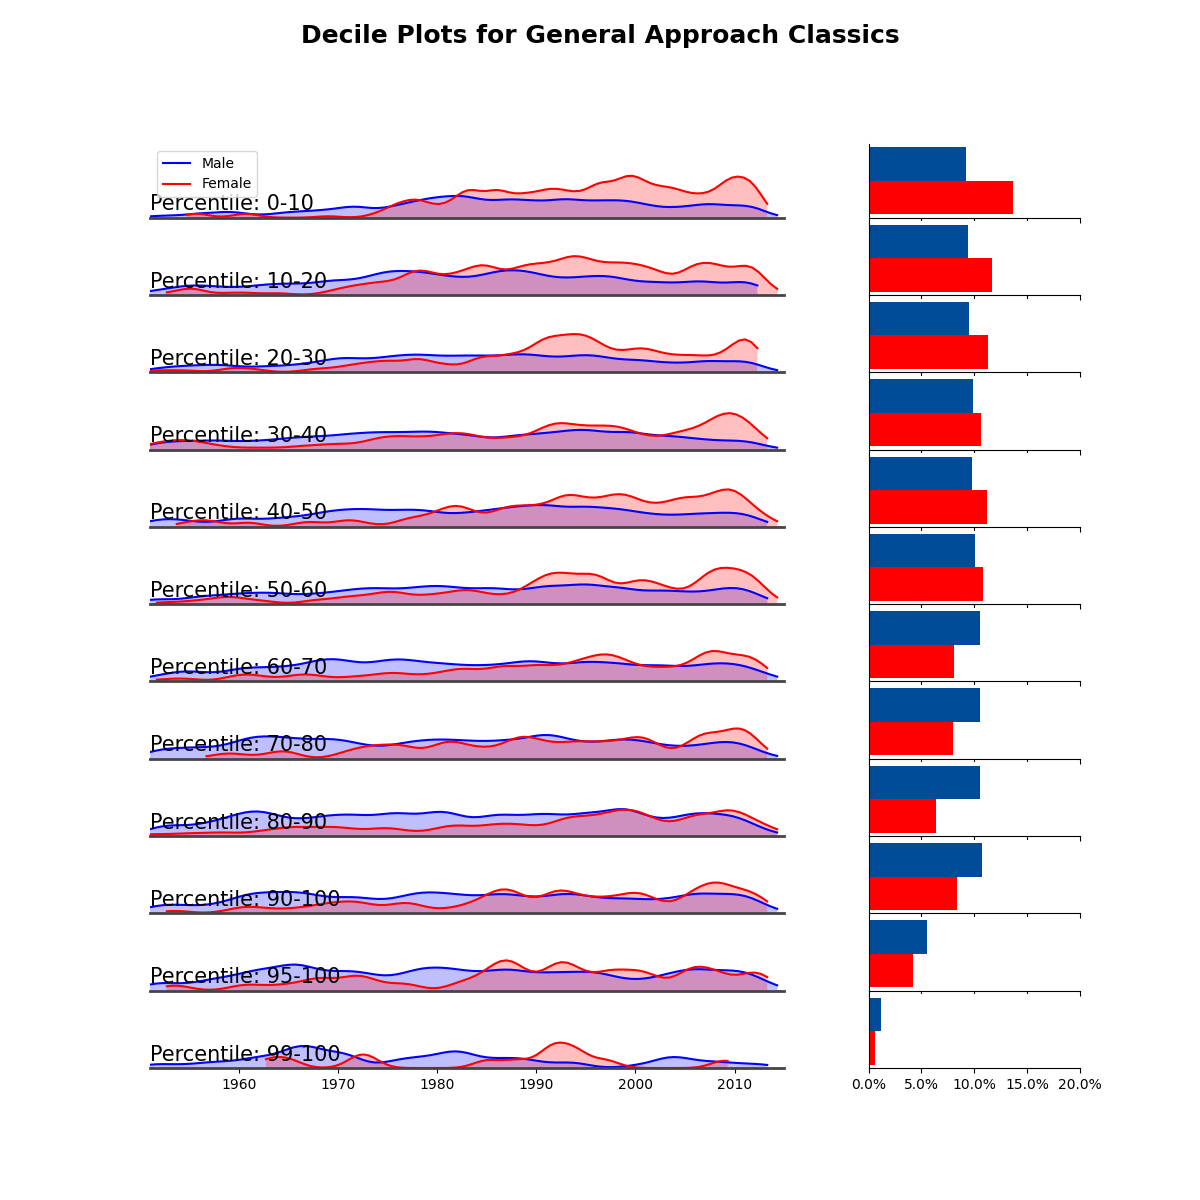 Decile Plots for General Approach Classics
Male
Female
Percentile: 0-10
Percentile: 10-20
Percentile: 20-30
Percentile: 30-40
Percentile: 40-50
Percentile: 50-60
Percentile: 60-70
Percentile: 70-80
Percentile: 80-90
Percentile: 90-100
Percentile: 95-100
Percentile: 99-100
1960 1970 1980 1990 2000 2010
0.0% 5.0% 10.0% 15.0% 20.0%